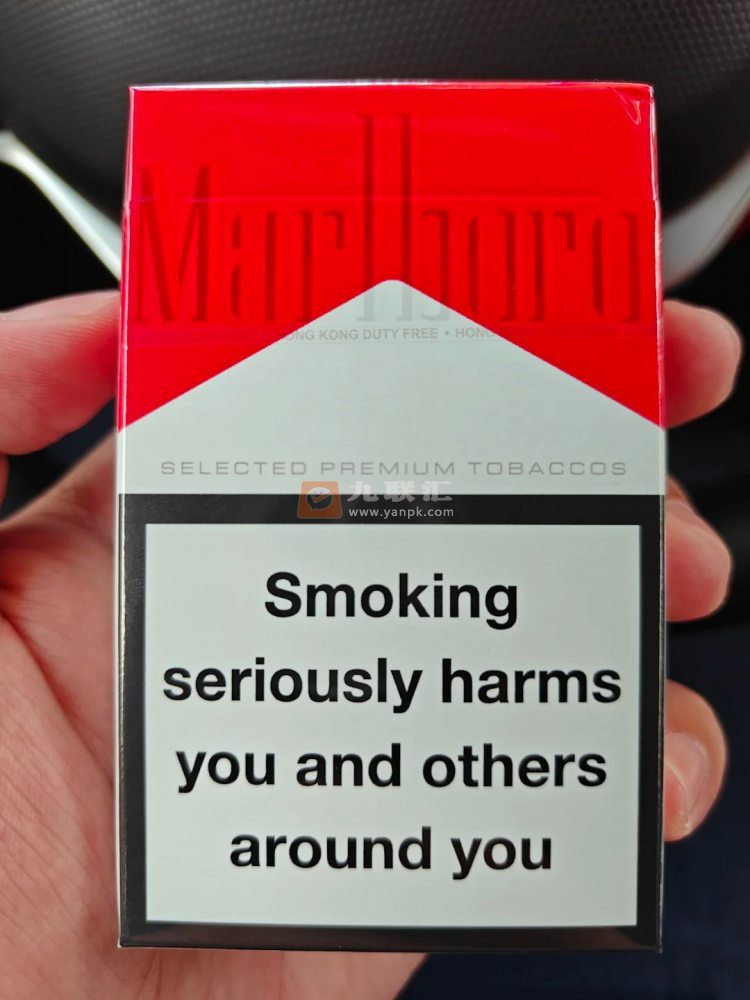 Marlboro
ONG KONG DUTY FREE • HONG
SELECTED PREMIUM TOBACCOS
九联汇
www.yanpk.com
Smoking
seriously harms
you and others
around you